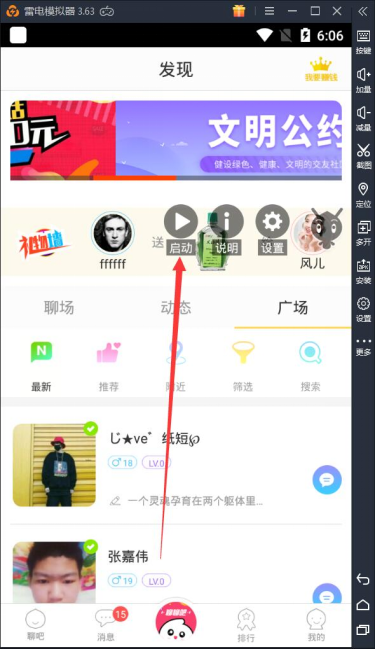 雷电模拟器 3.63
6:06
发现
我要赚钱
文明公约
健设绿色、健康、文明的交友社区
ffffff
送
启动
说明
设置
风儿
聊场
动态
广场
N
最新
推荐
附近
筛选
搜索
じ★ve゛纸短℘
♂18
LV.0
一个灵魂孕育在两个躯体里...
张嘉伟
♂19
LV.0
聊吧
消息
15
聊聊吧
排行
我的
按键
加量
减量
截图
定位
多开
安装
设置
更多